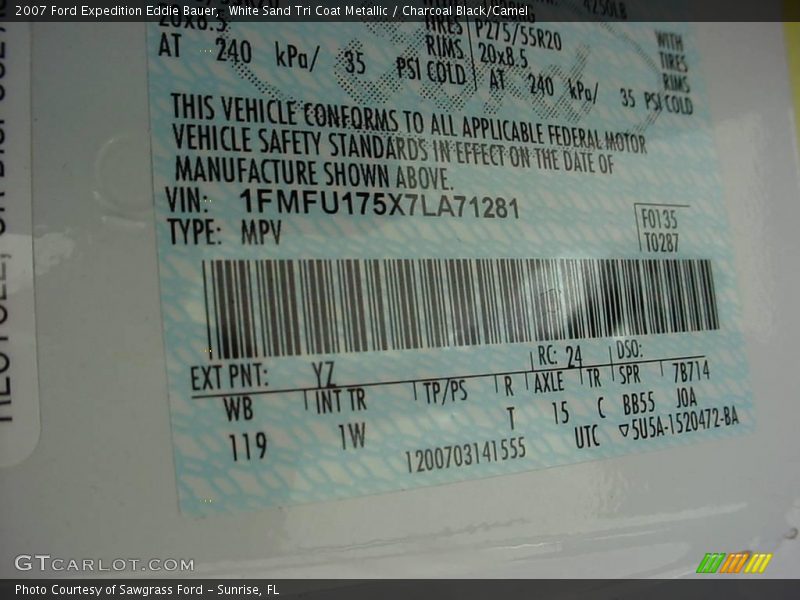 2007 Ford Expedition Eddie Bauer, White Sand Tri Coat Metallic / Charcoal Black/Camel
4250LB
20x8.5 TIRES P275/55R20 WITH
RIMS 20x8.5 TIRES
AT 240 kPa/ 35 PSI COLD AT 240 kPa/ 35 PSI COLD RIMS
THIS VEHICLE CONFORMS TO ALL APPLICABLE FEDERAL MOTOR
VEHICLE SAFETY STANDARDS IN EFFECT ON THE DATE OF
MANUFACTURE SHOWN ABOVE.
VIN: 1FMFU175X7LA71281
TYPE: MPV
F0135
T0287
EXT PNT: YZ RC: 24 DSO:
WB INT TR TP/PS R AXLE TR SPR 7B714
119 1W T 15 C BB55 JOA
1200703141555 UTC ▽5U5A-1520472-BA
GTCARLOT.COM
Photo Courtesy of Sawgrass Ford - Sunrise, FL